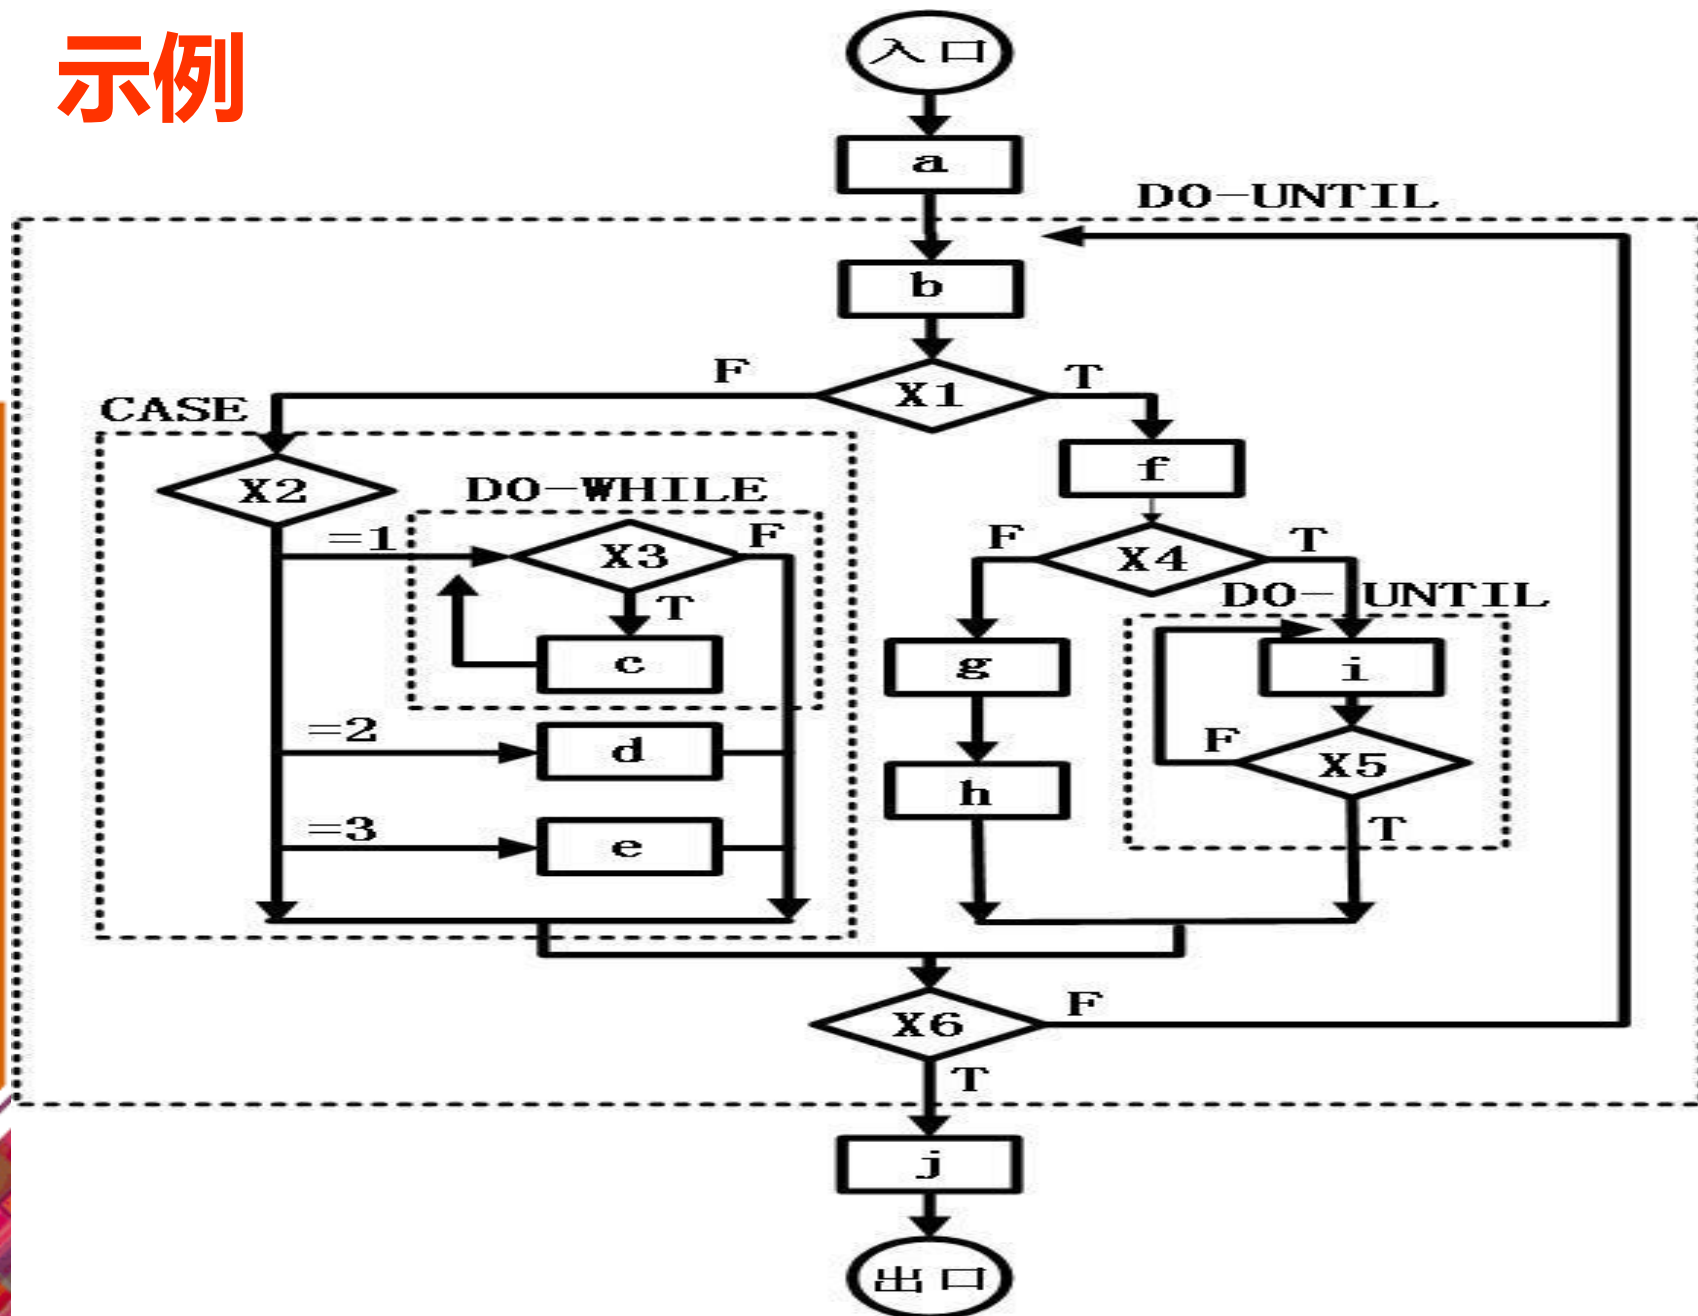 示例
入口
a
DO-UNTIL
b
F
X1
T
CASE
f
X2
DO-WHILE
=1
X3
F
F
X4
T
T
DO-UNTIL
c
g
i
=2
d
F
X5
h
=3
e
T
X6
F
T
j
出口